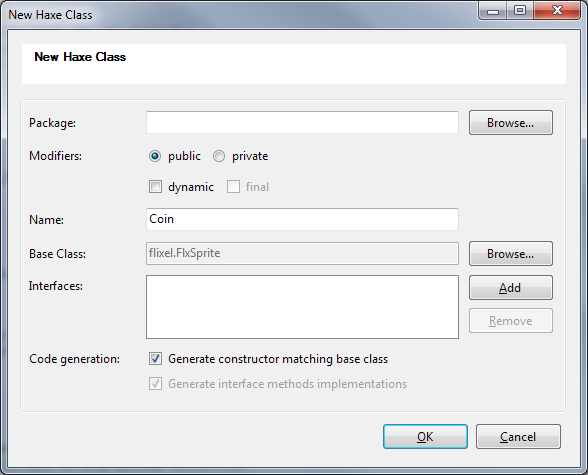 New Haxe Class
New Haxe Class
Package:
Browse...
Modifiers:
public
private
dynamic
final
Name:
Coin
Base Class:
flixel.FlxSprite
Browse...
Interfaces:
Add
Remove
Code generation:
Generate constructor matching base class
Generate interface methods implementations
OK
Cancel